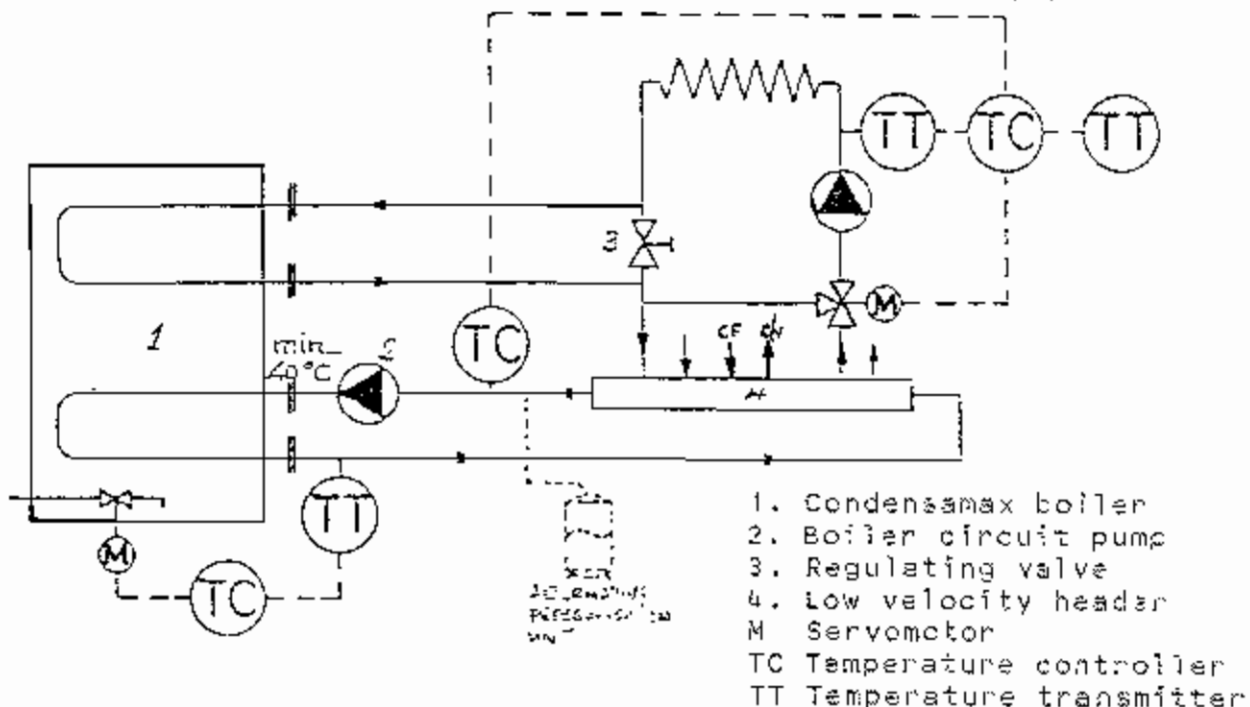 TT TC TT
3
M
CF
TC
1
min
40°C
2
4
TT
M
TC
UNIT
1. Condensamax boiler
2. Boiler circuit pump
3. Regulating valve
4. Low velocity header
M Servomotor
TC Temperature controller
TT Temperature transmitter